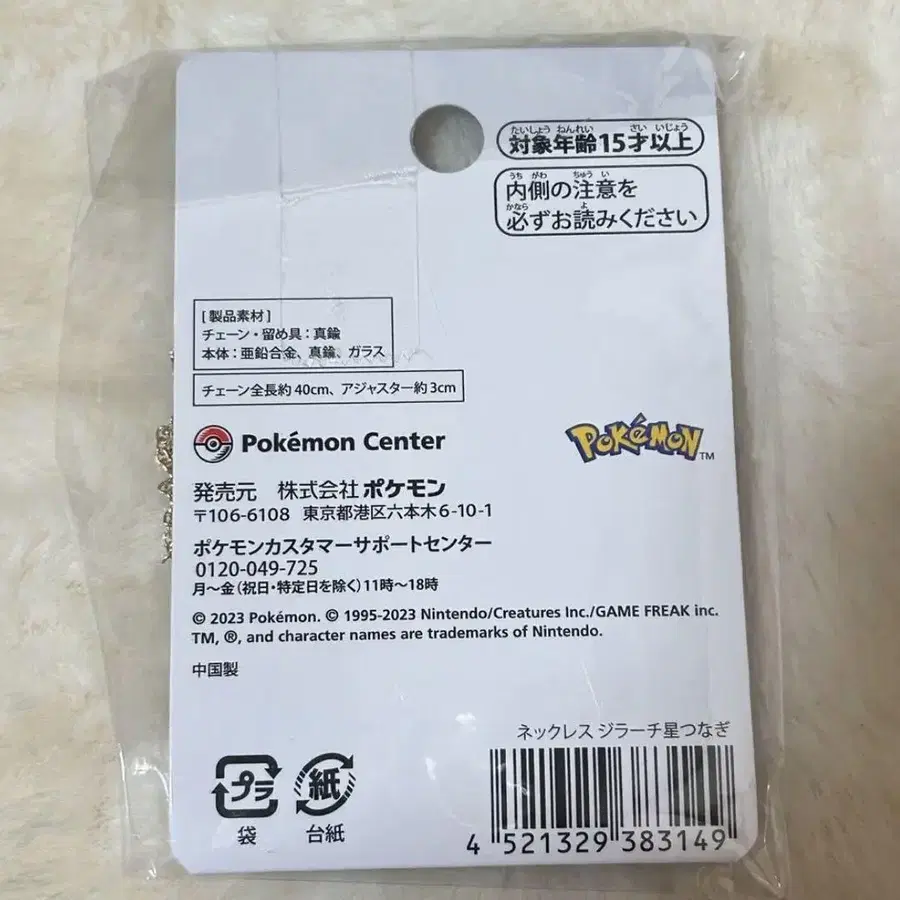 たいしょう ねんれい さい いじょう
対象年齢15才以上
うち がわ ちゅう い
内側の注意を
かなら よ
必ずお読みください
[製品素材]
チェーン・留め具：真鍮
本体：亜鉛合金、真鍮、ガラス
チェーン全長約40cm、アジャスター約3cm
Pokémon Center
POKéMON TM
発売元 株式会社ポケモン
〒106-6108 東京都港区六本木6-10-1
ポケモンカスタマーサポートセンター
0120-049-725
月～金（祝日・特定日を除く）11時～18時
© 2023 Pokémon. © 1995-2023 Nintendo/Creatures Inc./GAME FREAK inc.
TM, ®, and character names are trademarks of Nintendo.
中国製
ネックレス ジラーチ星つなぎ
プラ 紙
袋 台紙
4 521329 383149